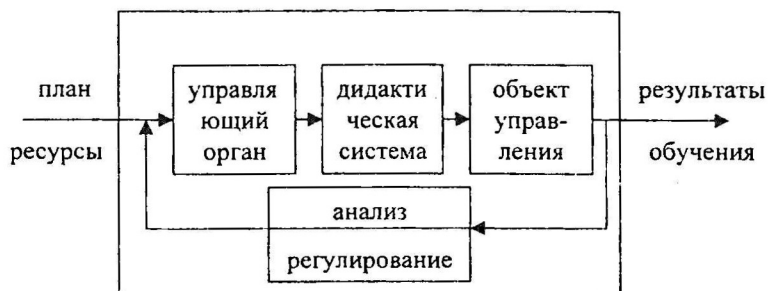 план
ресурсы
управля
ющий
орган
дидакти
ческая
система
объект
управ-
ления
результаты
обучения
анализ
регулирование